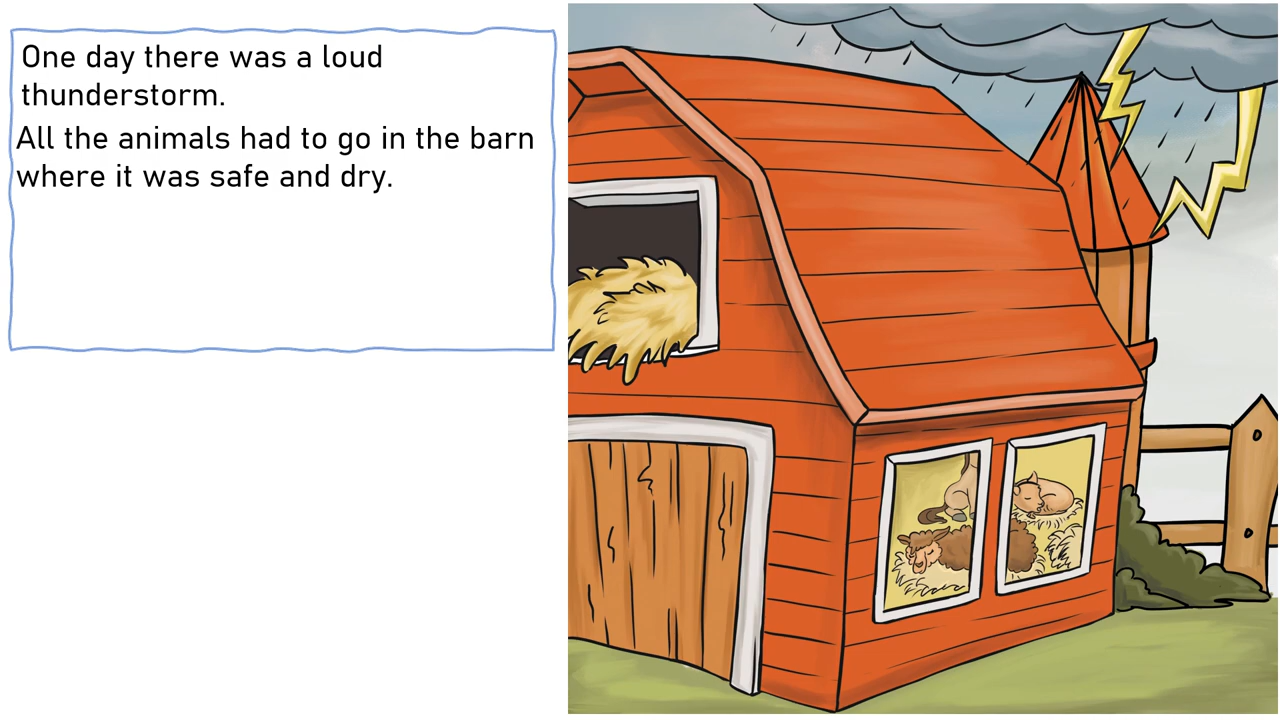 One day there was a loud
thunderstorm.
All the animals had to go in the barn
where it was safe and dry.